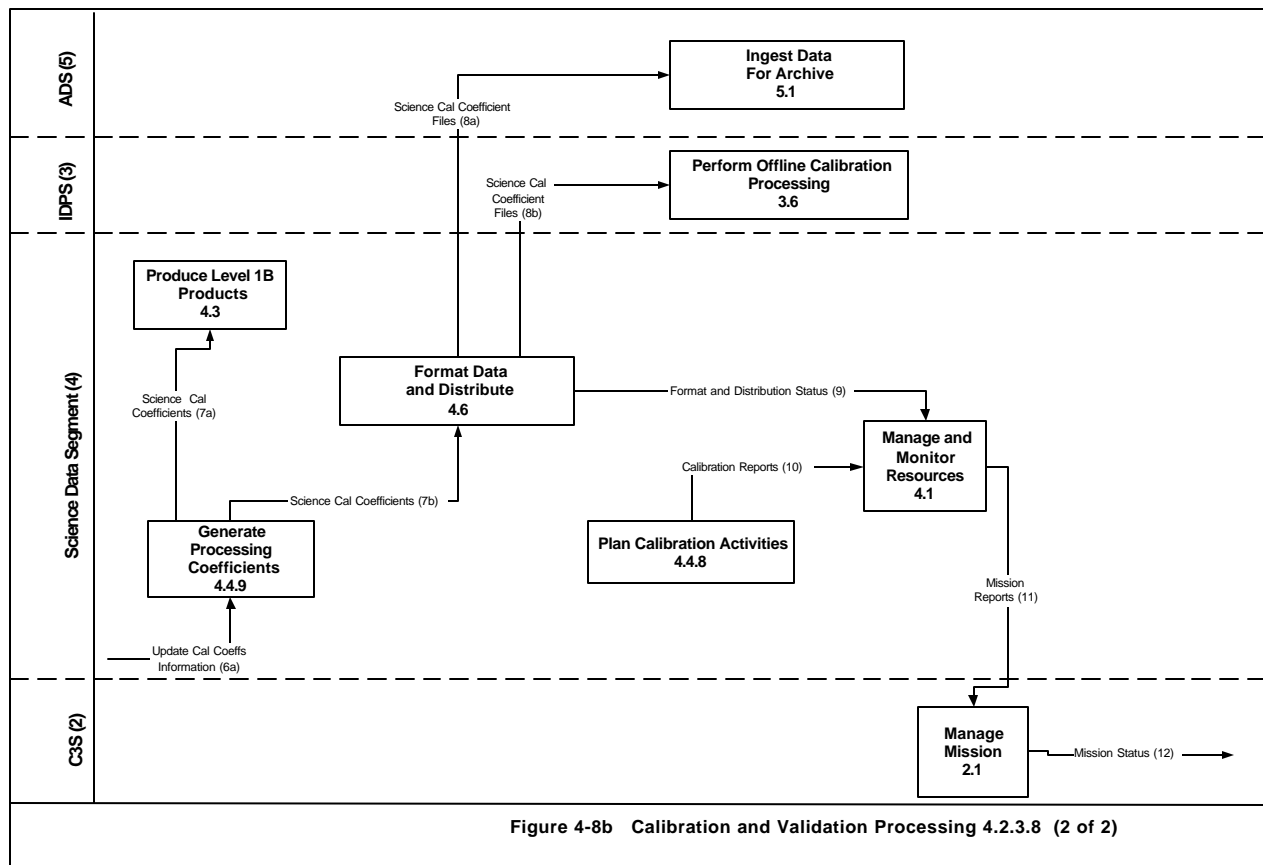 ADS (5)
Ingest Data
For Archive
5.1
Science Cal Coefficient
Files (8a)
IDPS (3)
Perform Offline Calibration
Processing
3.6
Science Cal
Coefficient
Files (8b)
Science Data Segment (4)
Produce Level 1B
Products
4.3
Science Cal
Coefficients (7a)
Format Data
and Distribute
4.6
Format and Distribution Status (9)
Manage and
Monitor
Resources
4.1
Calibration Reports (10)
Science Cal Coefficients (7b)
Generate
Processing
Coefficients
4.4.9
Plan Calibration Activities
4.4.8
Mission
Reports (11)
Update Cal Coeffs
Information (6a)
C3S (2)
Manage
Mission
2.1
Mission Status (12)
Figure 4-8b Calibration and Validation Processing 4.2.3.8 (2 of 2)